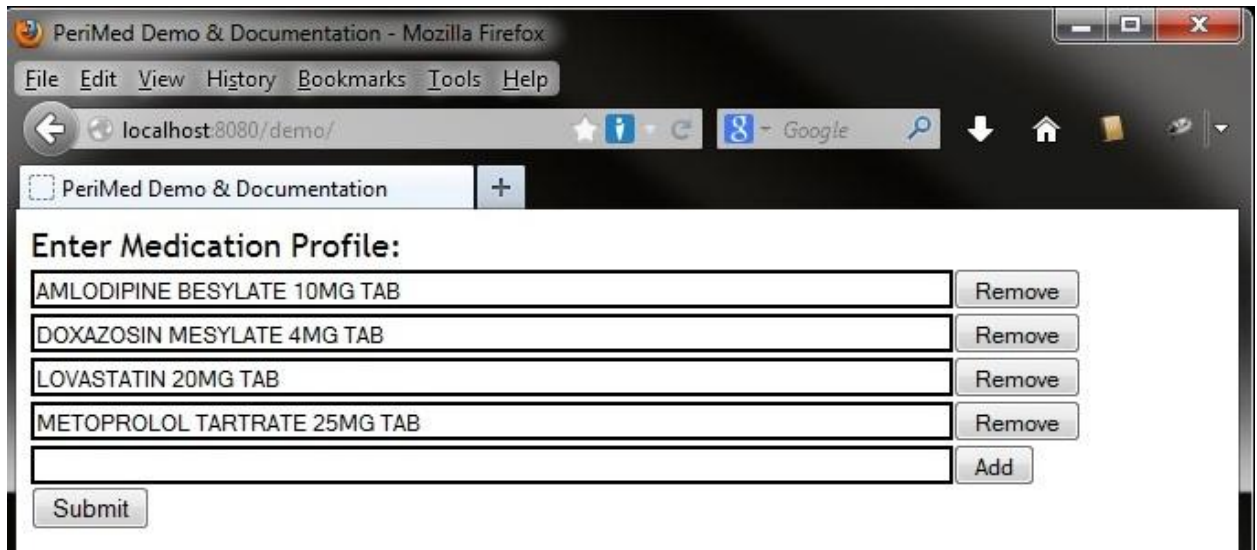 PeriMed Demo & Documentation - Mozilla Firefox
File Edit View History Bookmarks Tools Help
localhost:8080/demo/ 8 Google
PeriMed Demo & Documentation +
Enter Medication Profile:
AMLODIPINE BESYLATE 10MG TAB Remove
DOXAZOSIN MESYLATE 4MG TAB Remove
LOVASTATIN 20MG TAB Remove
METOPROLOL TARTRATE 25MG TAB Remove
Add
Submit